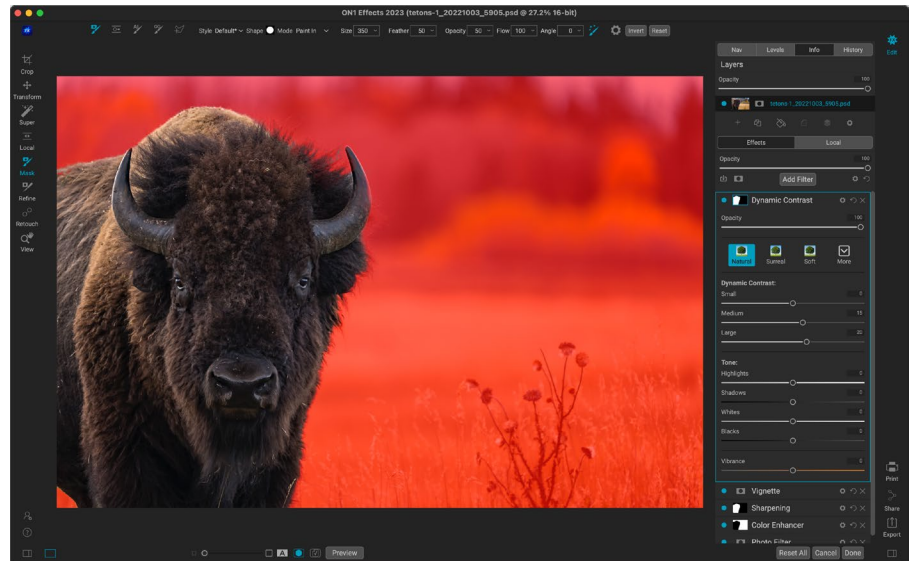 ON1 Effects 2023 (tetons-1_20221003_5905.psd @ 27.2% 16-bit)
Style Default* Shape Mode Paint In Size 350 Feather 50 Opacity 50 Flow 100 Angle 0 Invert Reset
Crop
Transform
Super
Local
Mask
Refine
Retouch
View
Nav Levels Info History
Edit
Layers
Opacity 100
tetons-1_20221003_5905.psd
Effects Local
Opacity 100
Add Filter
Dynamic Contrast
Opacity 100
Natural Surreal Soft More
Dynamic Contrast:
Small 0
Medium 15
Large 20
Tone:
Highlights 0
Shadows 0
Whites 0
Blacks 0
Vibrance 0
Vignette
Sharpening
Color Enhancer
Photo Filter
Print
Share
Export
A Preview
Reset All Cancel Done